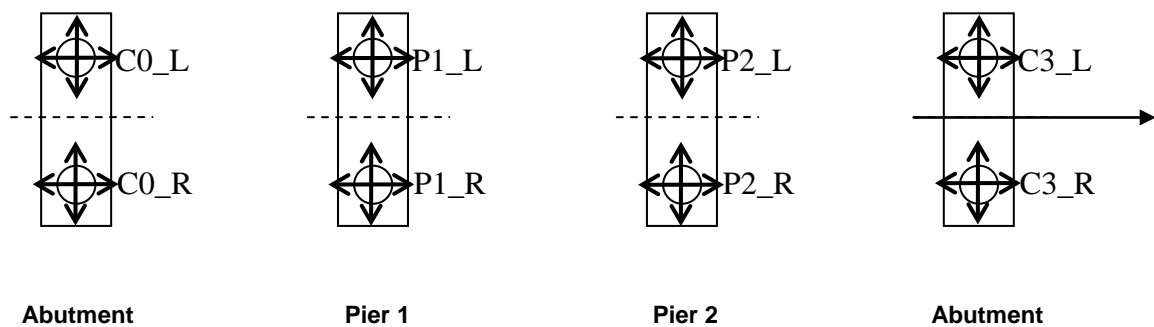 C0_L P1_L P2_L C3_L
C0_R P1_R P2_R C3_R
Abutment Pier 1 Pier 2 Abutment